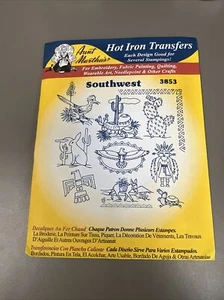 Aunt
Martha's
Hot Iron Transfers
Each Design Good for
Several Stampings!
For Embroidery, Fabric Painting, Quilting,
Wearable Art, Needlepoint & Other Crafts
Southwest
3853
Decalques Au Fer Chaud Chaque Patron Donne Plusieurs Estampes.
La Broderie, La Peinture Sur Tissu, Piquer, La Décoration De Vêtements, Les Travaux
D'Aiguille Et Autres Ouvrages D'Artisanat
Transferencias Con Plancha Caliente Cada Diseño Sirve Para Varios Estampados.
Bordados, Pintura En Tela, El Acolchar, Arte Usable, Bordado De Aguja & Otras Artesanias